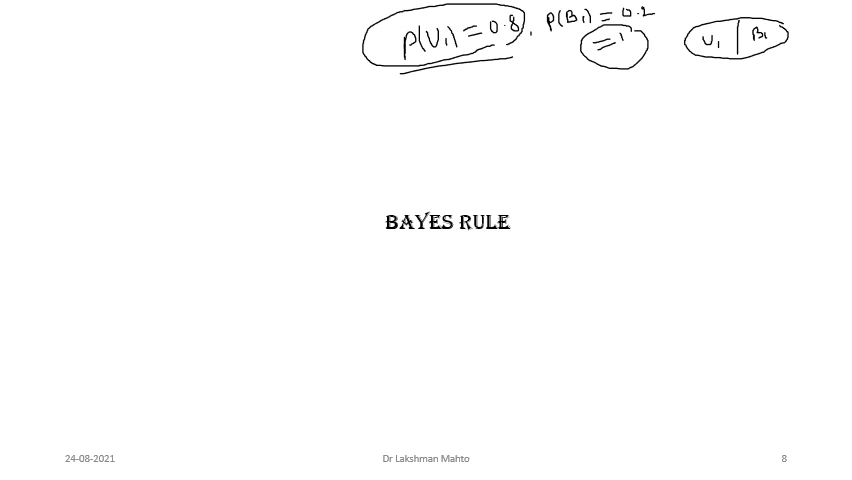 P(U₁) = 0.8, P(B₁) = 0.2
= 1
U₁ | B₁
BAYES RULE
24-08-2021 Dr Lakshman Mahto 8